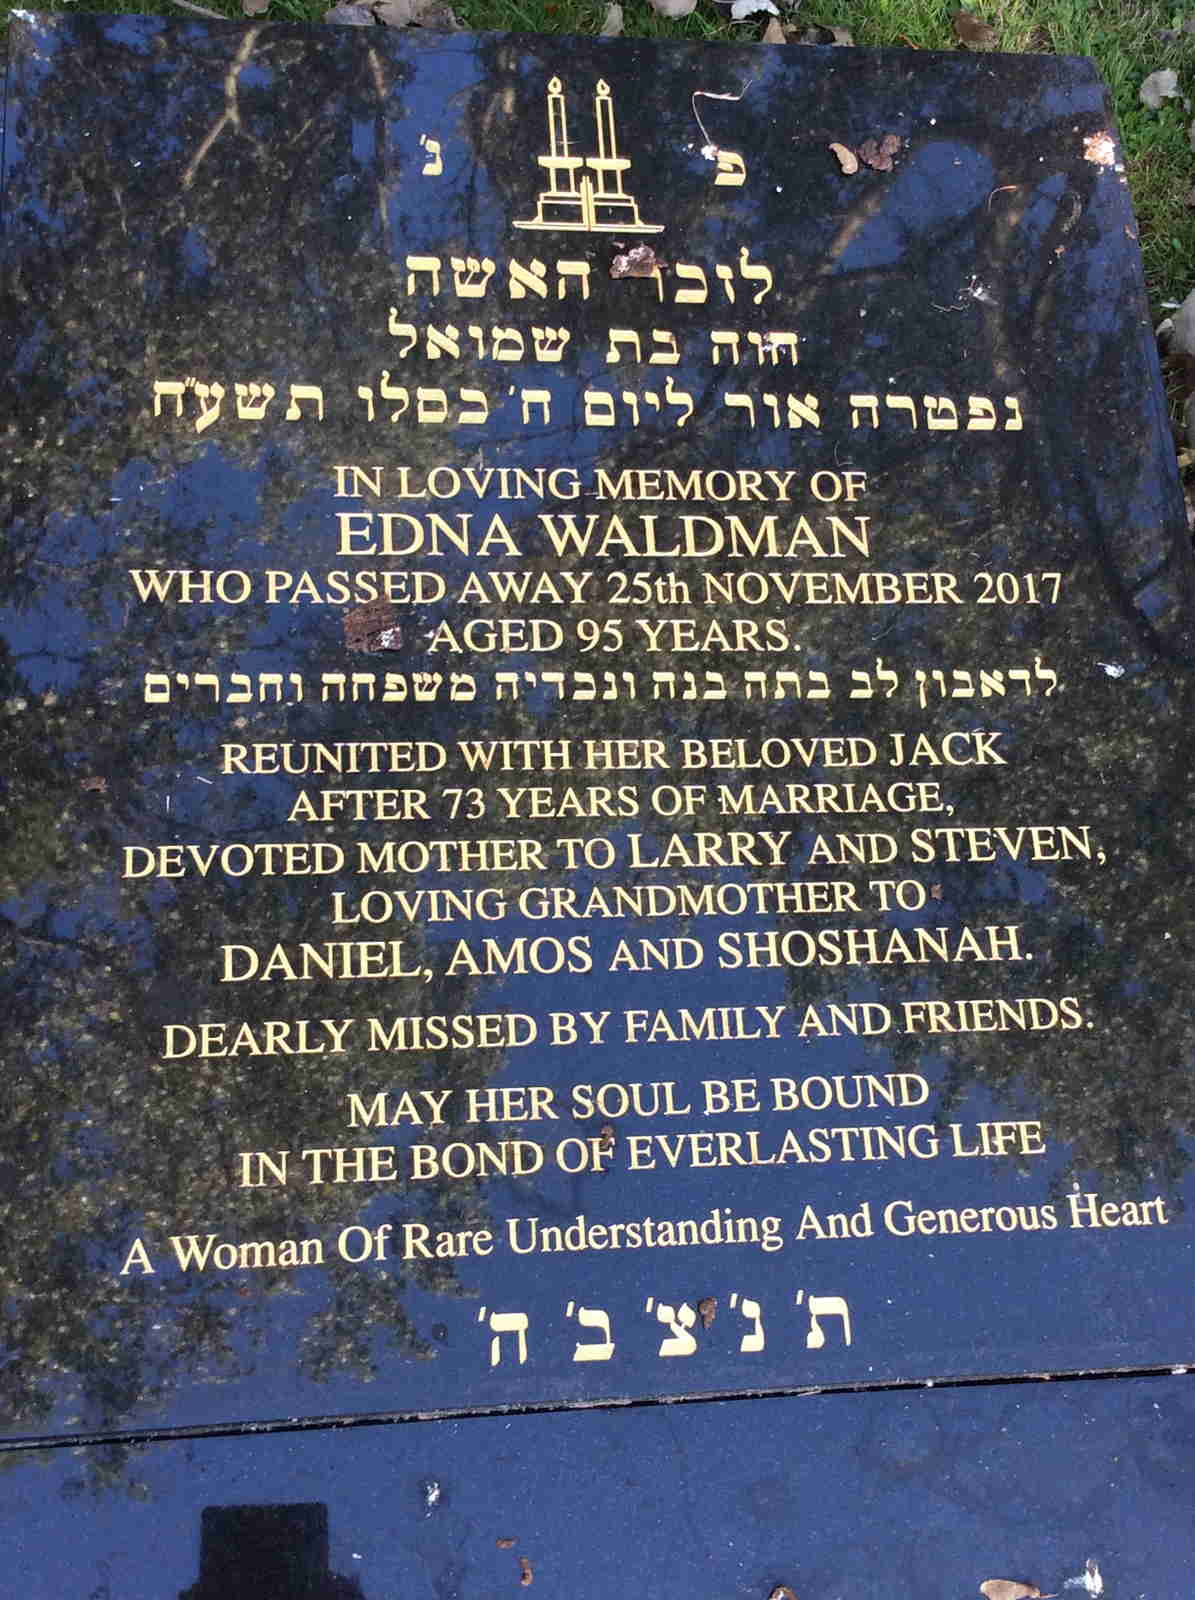 פ נ'
לזכר האשה
חוה בת שמואל
נפטרה אור ליום ח' כסלו תשע"ח
IN LOVING MEMORY OF
EDNA WALDMAN
WHO PASSED AWAY 25th NOVEMBER 2017
AGED 95 YEARS.
לדאבון לב בתה בנה ונכדיה משפחה וחברים
REUNITED WITH HER BELOVED JACK
AFTER 73 YEARS OF MARRIAGE,
DEVOTED MOTHER TO LARRY AND STEVEN,
LOVING GRANDMOTHER TO
DANIEL, AMOS AND SHOSHANAH.
DEARLY MISSED BY FAMILY AND FRIENDS.
MAY HER SOUL BE BOUND
IN THE BOND OF EVERLASTING LIFE
A Woman Of Rare Understanding And Generous Heart
ת' נ' צ' ב' ה'